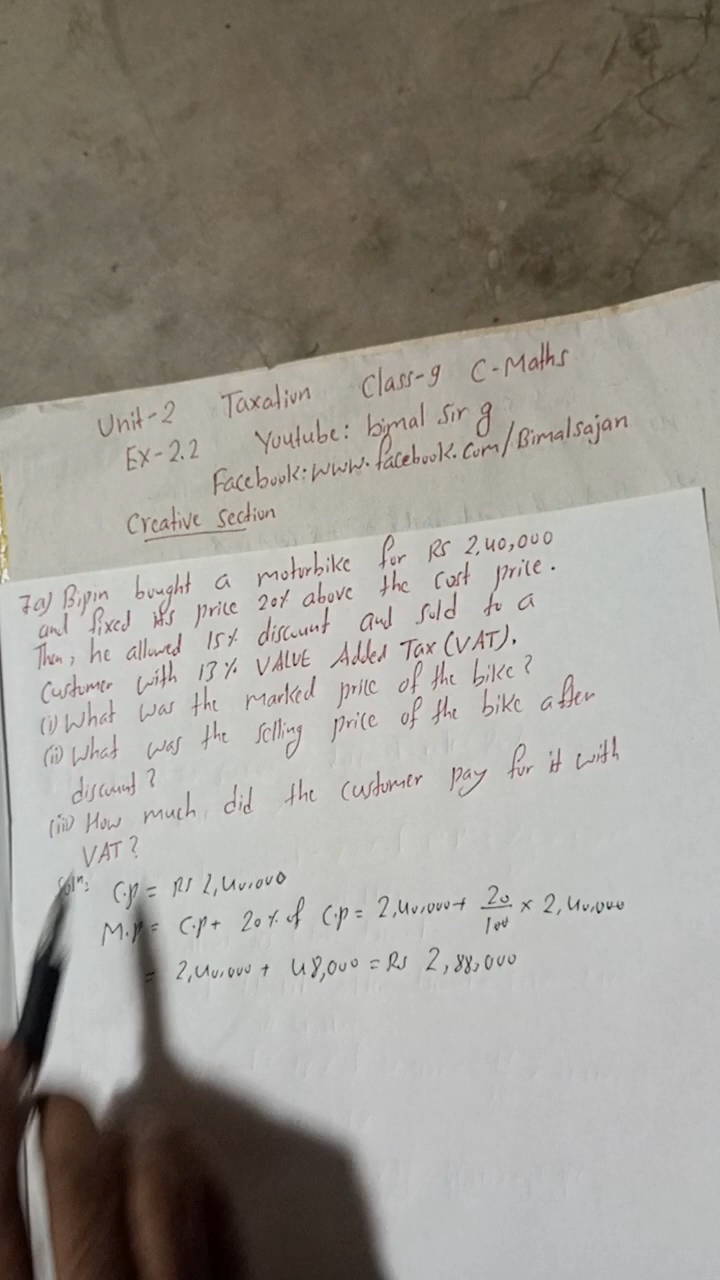 Unit-2 Taxation Class-9 C-Maths
Ex-2.2 Youtube: bimal sir g
Facebook: www.facebook.com/Bimalsajan
Creative section
7a) Bipin bought a motorbike for RS 2,40,000
and fixed its price 20% above the cost price.
Then, he allowed 15% discount and sold to a
customer with 13% VALUE Added Tax (VAT).
(i) What was the marked price of the bike?
(ii) What was the selling price of the bike after
discount?
(iii) How much did the customer pay for it with
VAT?
Soln: C.p = RS 2,40,000
M.p = C.p + 20% of C.p = 2,40,000 + 20/100 × 2,40,000
= 2,40,000 + 48,000 = Rs 2,88,000